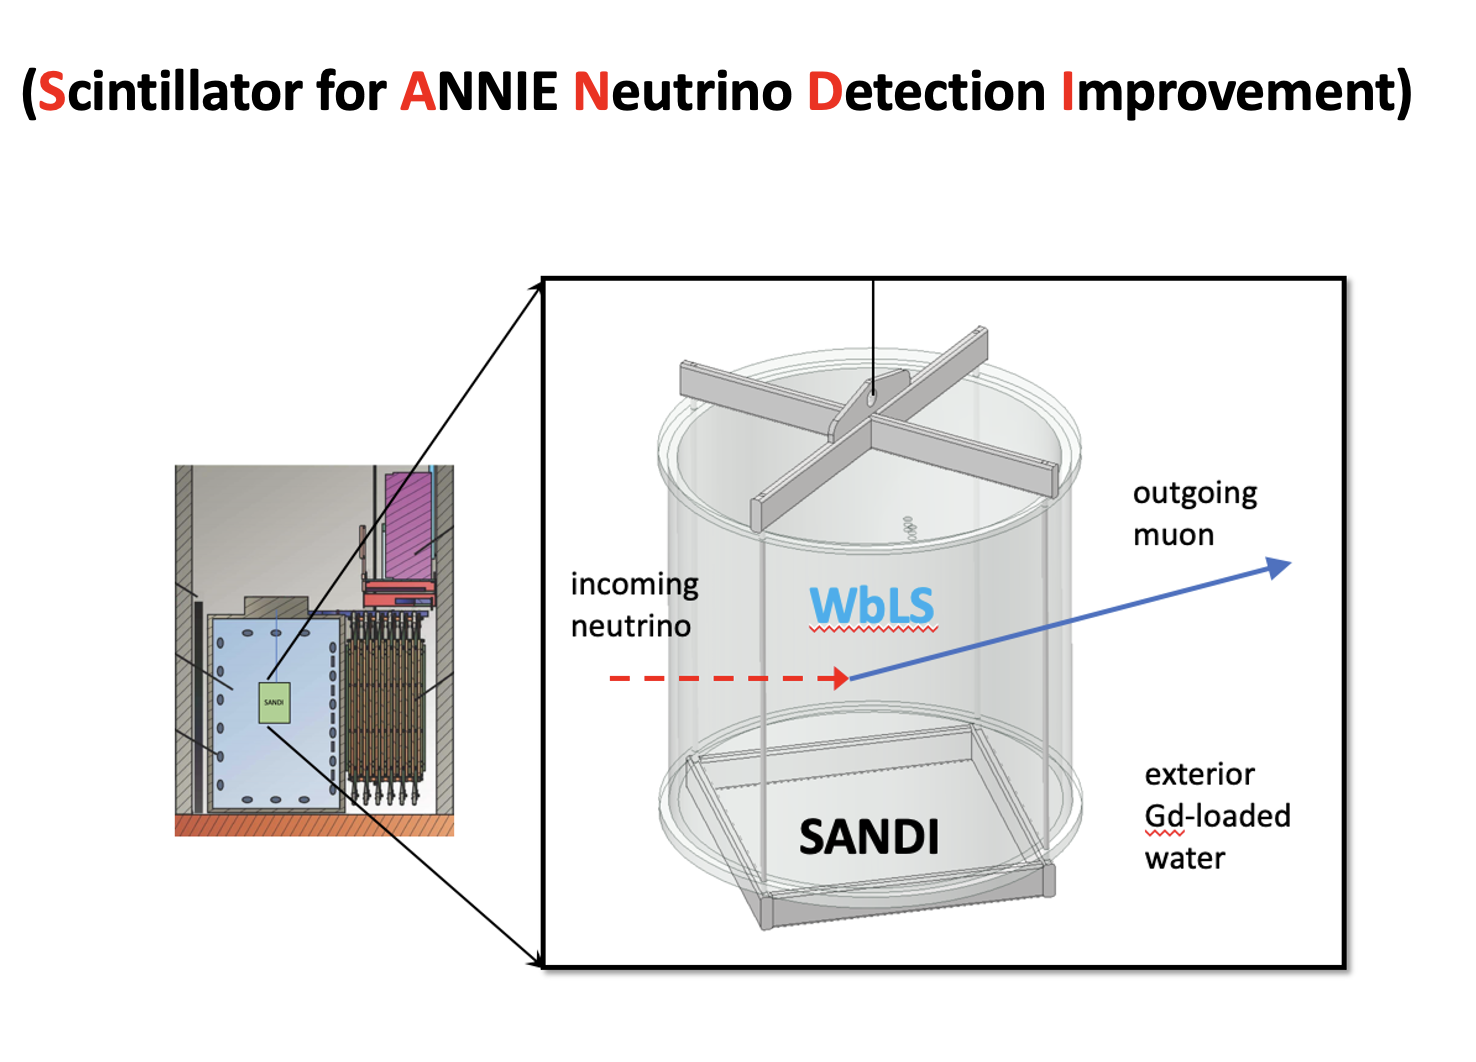 (Scintillator for ANNIE Neutrino Detection Improvement)
outgoing
muon
incoming
neutrino
WbLS
SANDI
exterior
Gd-loaded
water
SANDI